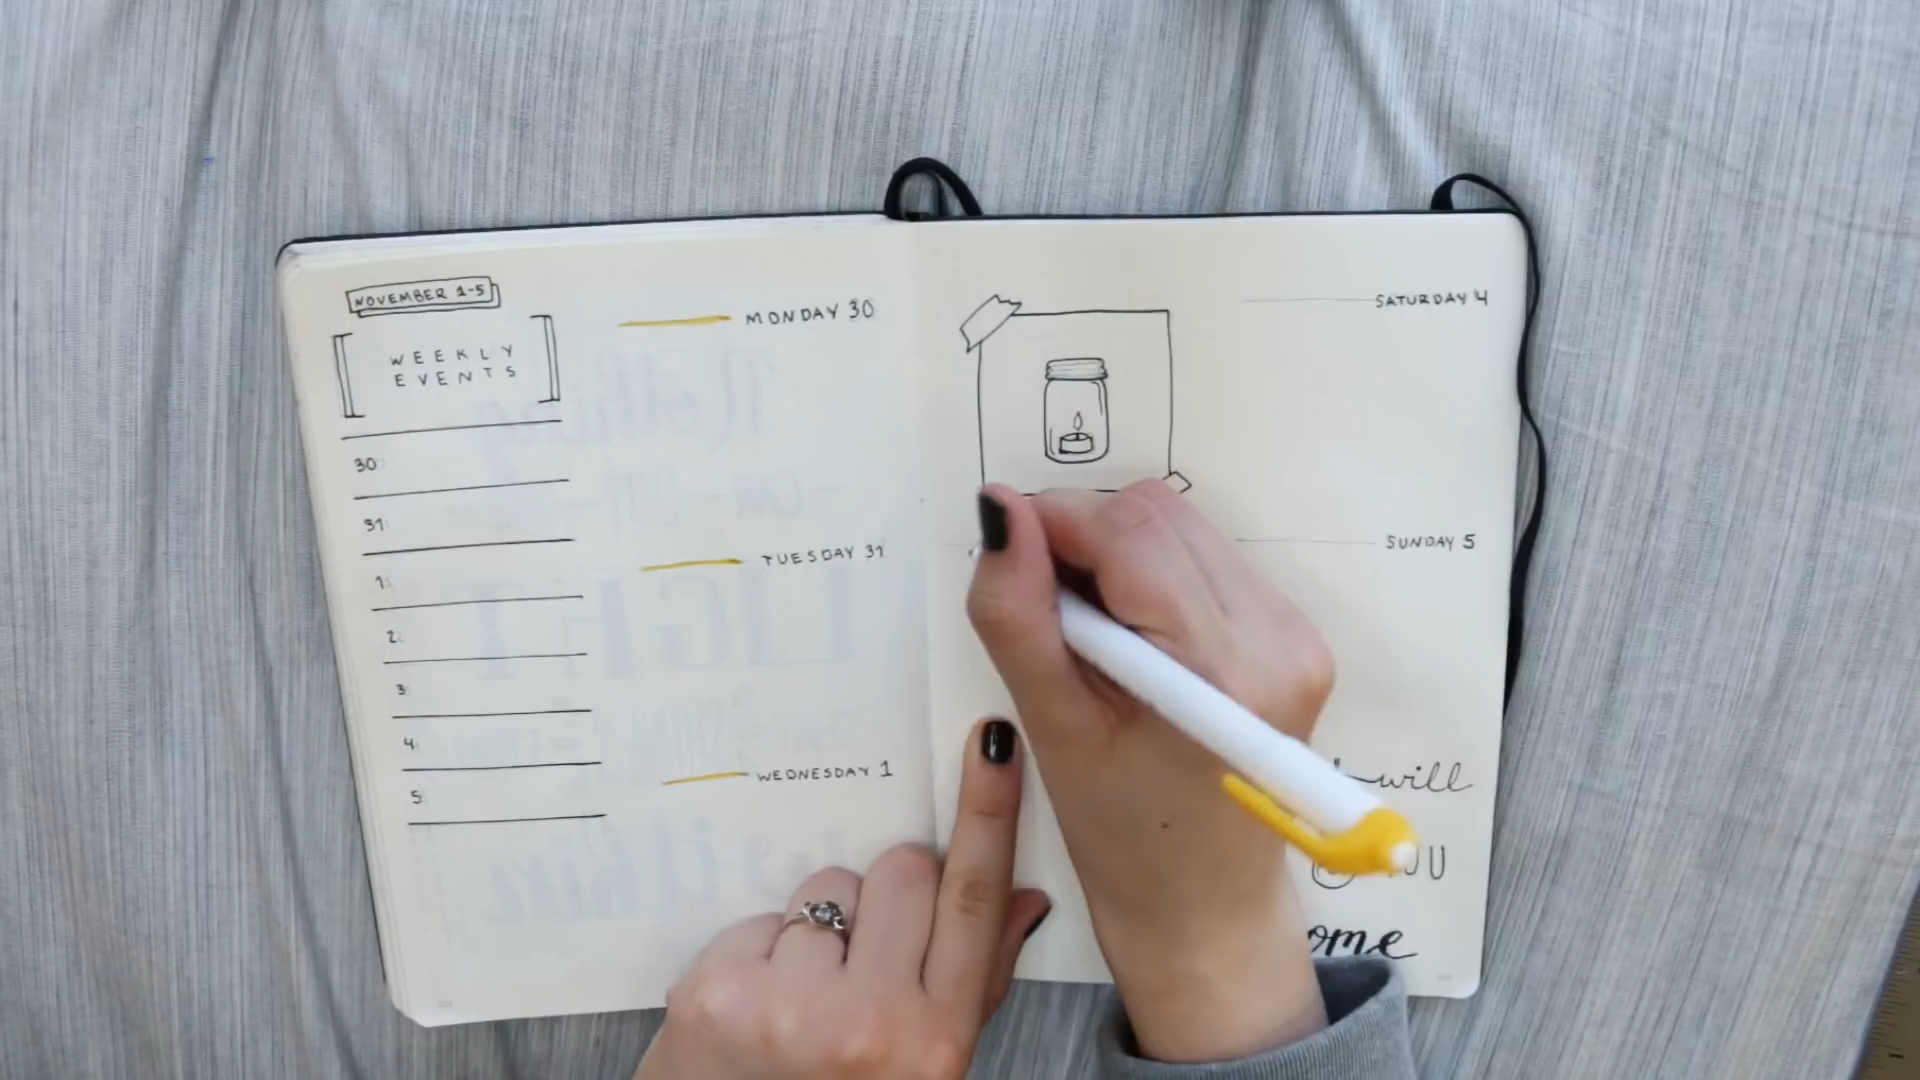 NOVEMBER 1-5
WEEKLY
EVENTS
30
31
1
2
3
4
5
MONDAY 30
TUESDAY 31
WEDNESDAY 1
SATURDAY 4
SUNDAY 5
will